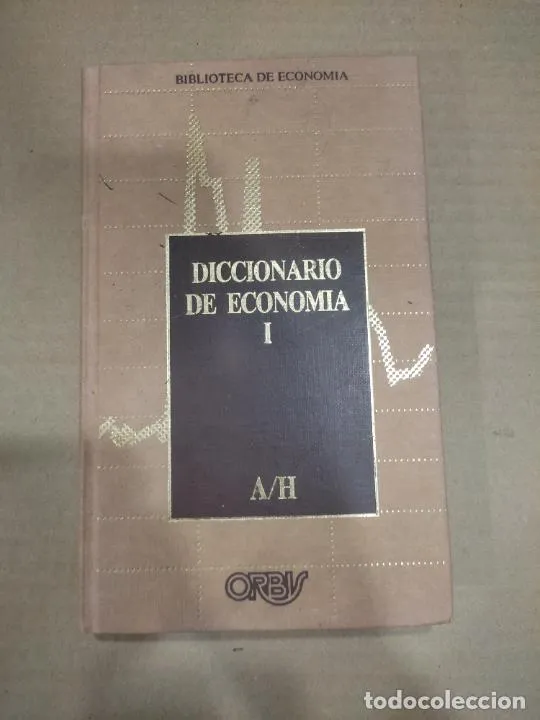 BIBLIOTECA DE ECONOMIA
DICCIONARIO
DE ECONOMIA
I
A/H
ORBIS
todocoleccion